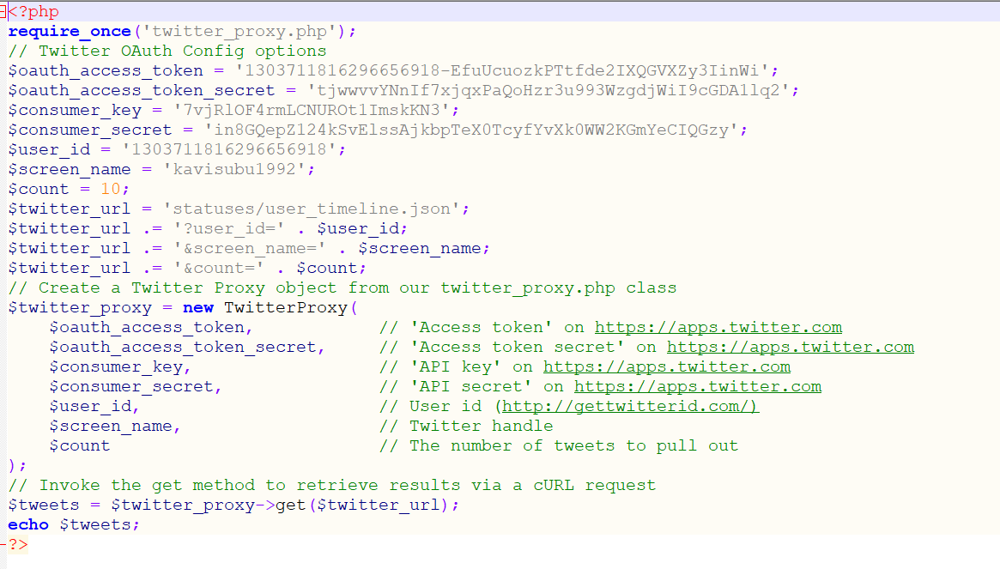 <?php
require_once('twitter_proxy.php');
// Twitter OAuth Config options
$oauth_access_token = '1303711816296656918-EfuUcuozkPTtfde2IXQGVXZy3IinWi';
$oauth_access_token_secret = 'tjwwvvYNnIf7xjqxPaQoHzr3u993WzgdjWiI9cGDA1lq2';
$consumer_key = '7vjRlOF4rmLCNUROt1ImskKN3';
$consumer_secret = 'in8GQepZ124kSvElssAjkbpTeX0TcyfYvXk0WW2KGmYeCIQGzy';
$user_id = '1303711816296656918';
$screen_name = 'kavisubu1992';
$count = 10;
$twitter_url = 'statuses/user_timeline.json';
$twitter_url .= '?user_id=' . $user_id;
$twitter_url .= '&screen_name=' . $screen_name;
$twitter_url .= '&count=' . $count;
// Create a Twitter Proxy object from our twitter_proxy.php class
$twitter_proxy = new TwitterProxy(
    $oauth_access_token,            // 'Access token' on https://apps.twitter.com
    $oauth_access_token_secret,     // 'Access token secret' on https://apps.twitter.com
    $consumer_key,                  // 'API key' on https://apps.twitter.com
    $consumer_secret,               // 'API secret' on https://apps.twitter.com
    $user_id,                       // User id (http://gettwitterid.com/)
    $screen_name,                   // Twitter handle
    $count                          // The number of tweets to pull out
);
// Invoke the get method to retrieve results via a cURL request
$tweets = $twitter_proxy->get($twitter_url);
echo $tweets;
?>